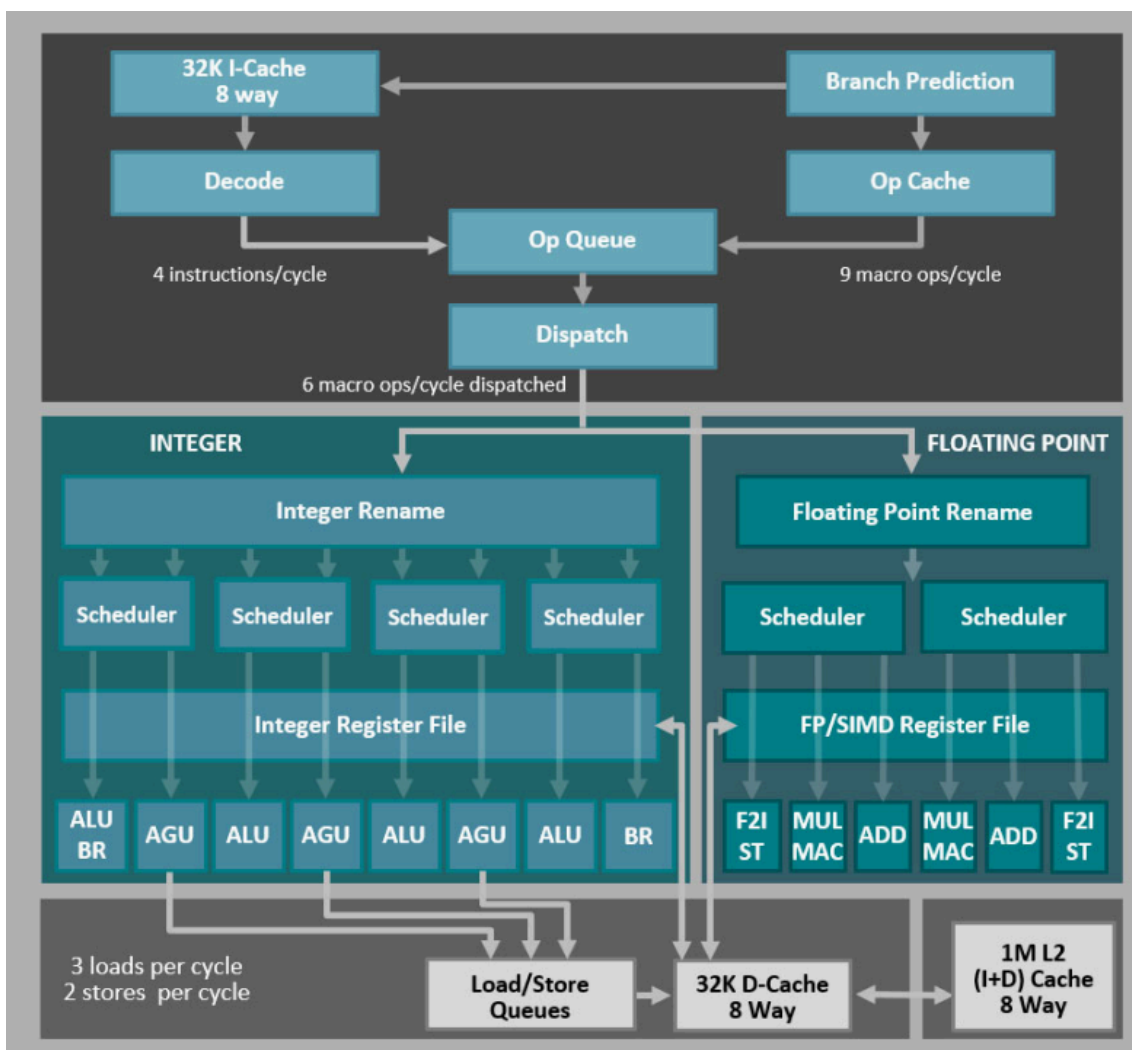 32K I-Cache
8 way
Branch Prediction
Decode
Op Cache
Op Queue
4 instructions/cycle
9 macro ops/cycle
Dispatch
6 macro ops/cycle dispatched
INTEGER
FLOATING POINT
Integer Rename
Floating Point Rename
Scheduler
Scheduler
Scheduler
Scheduler
Scheduler
Scheduler
Integer Register File
FP/SIMD Register File
ALU
BR
AGU
ALU
AGU
ALU
AGU
ALU
BR
F2I
ST
MUL
MAC
ADD
MUL
MAC
ADD
F2I
ST
3 loads per cycle
2 stores per cycle
Load/Store
Queues
32K D-Cache
8 Way
1M L2
(I+D) Cache
8 Way